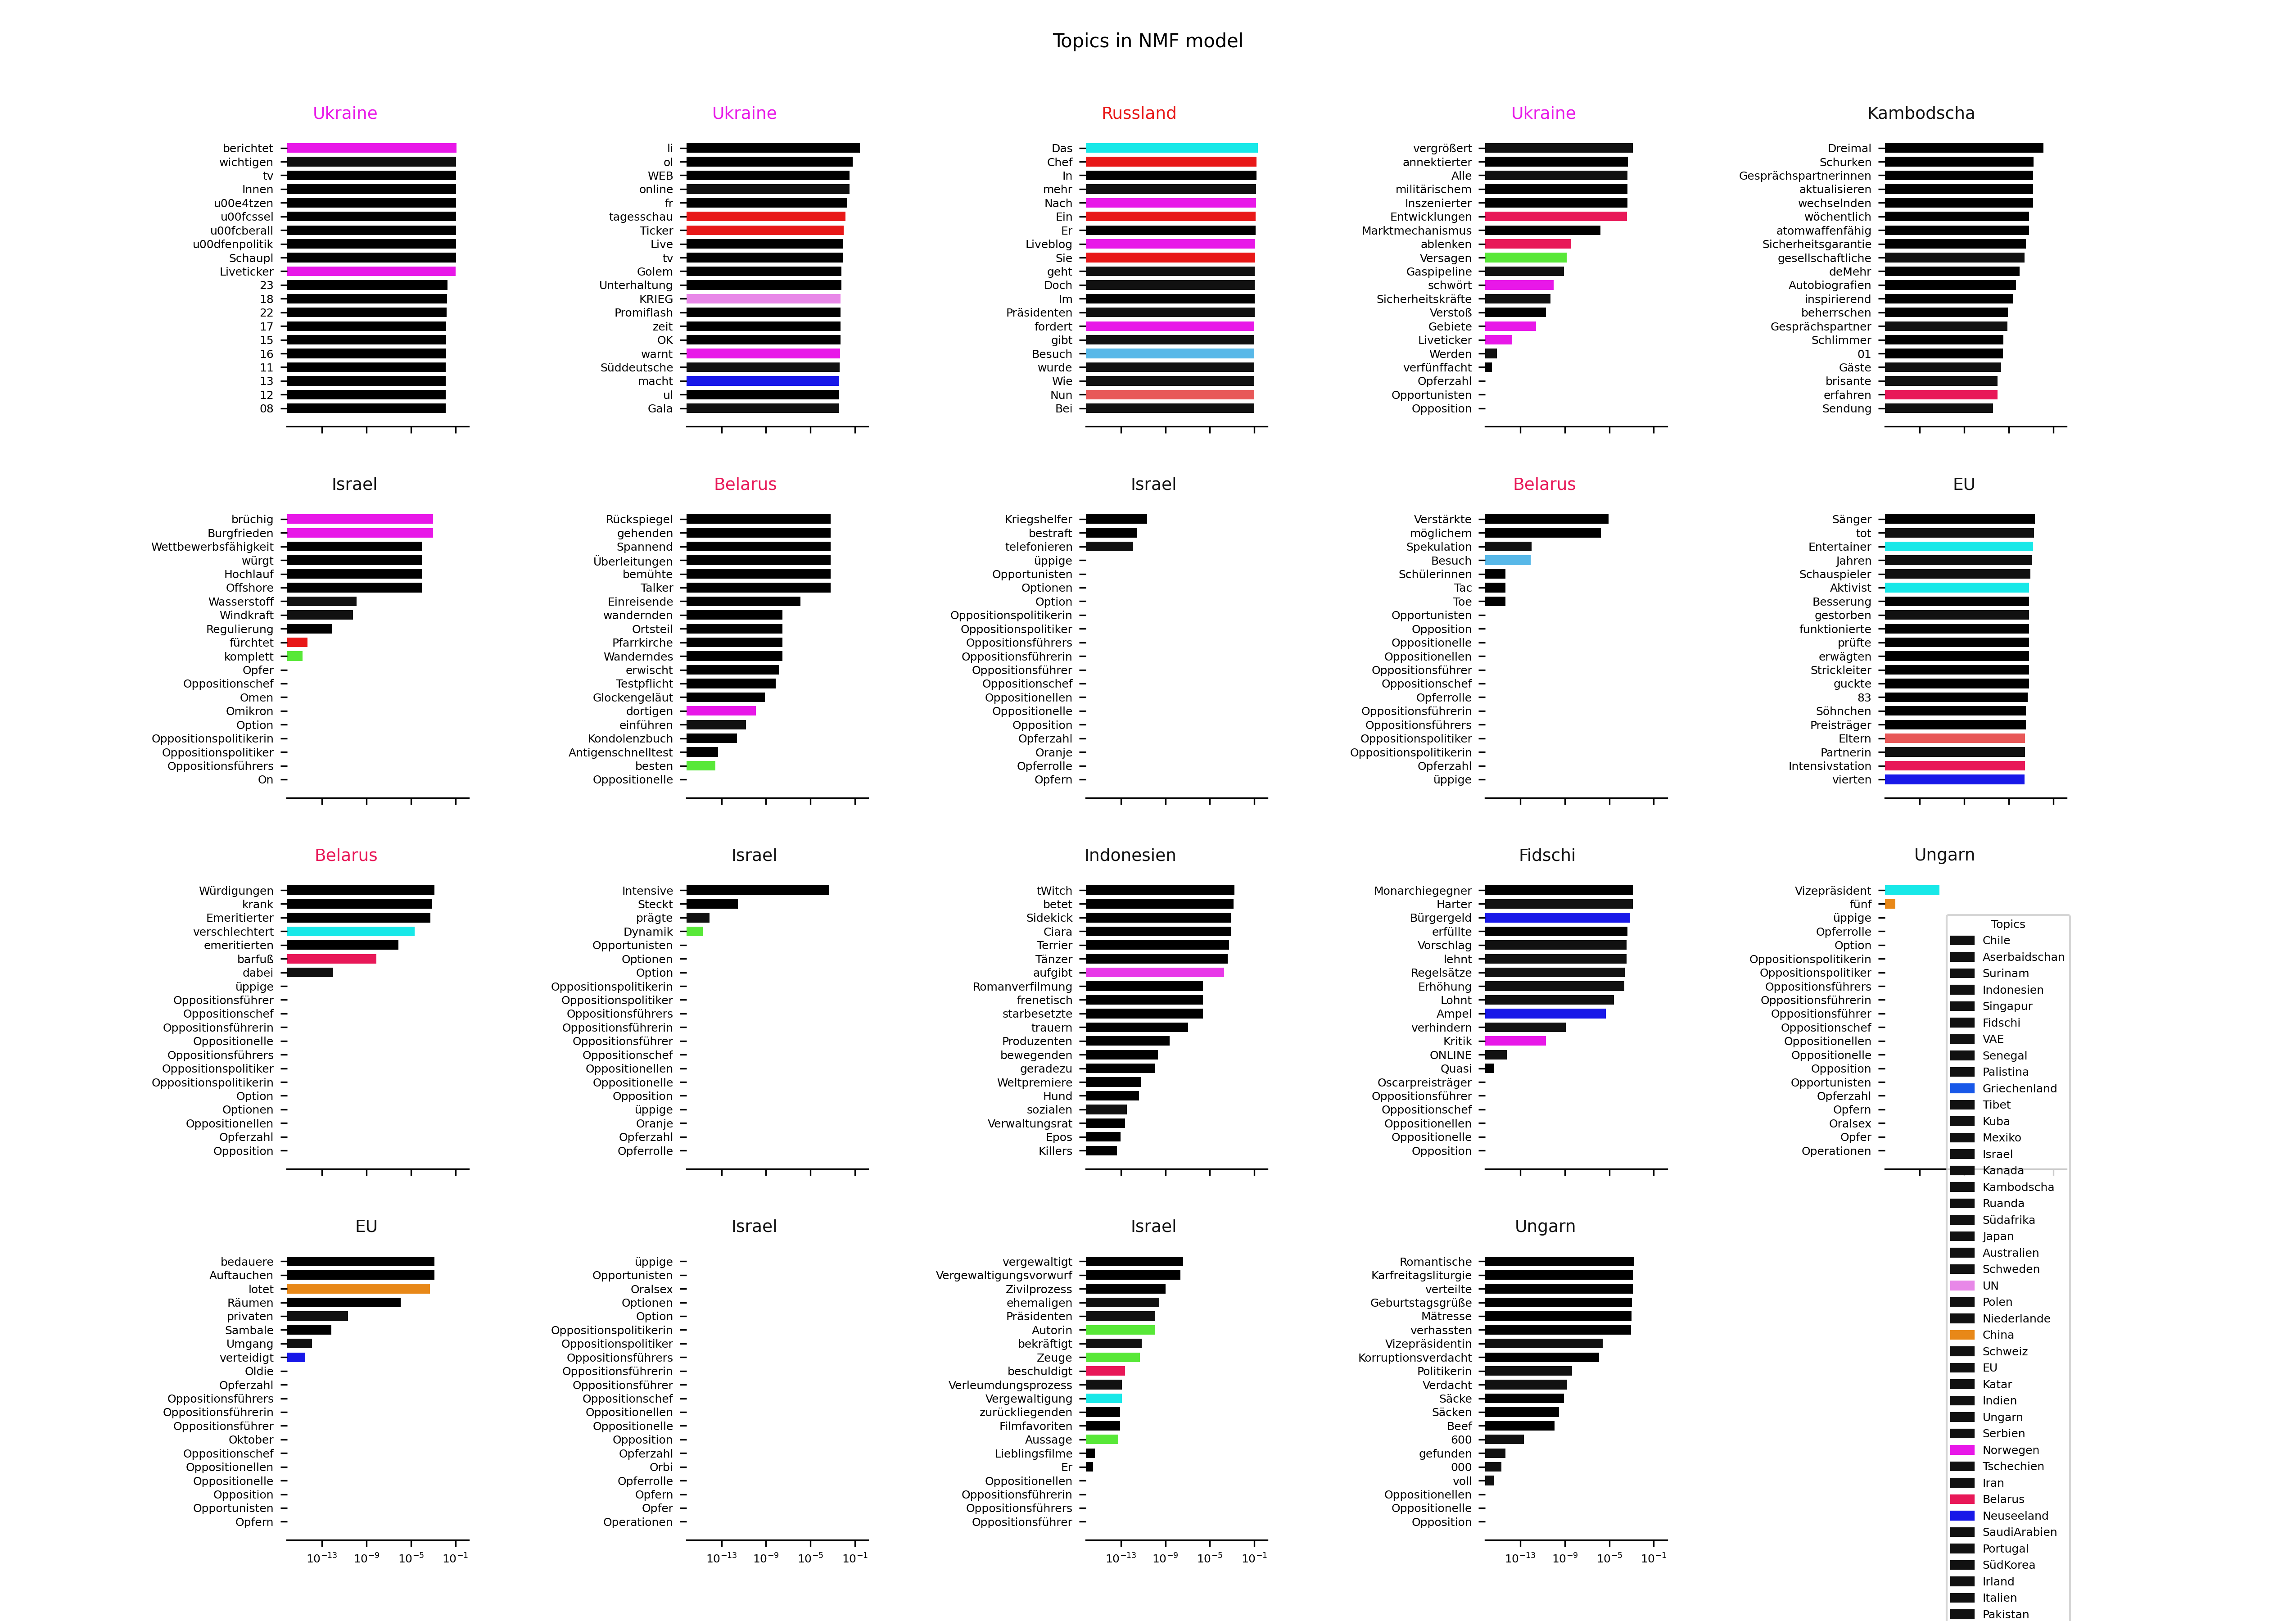 Topics in NMF model
Ukraine
berichtet
wichtigen
tv
Innen
u00e4tzen
u00fcssel
u00fcberall
u00dfenpolitik
Schaupl
Liveticker
23
18
22
17
15
16
11
13
12
08
Ukraine
li
ol
WEB
online
fr
tagesschau
Ticker
Live
tv
Golem
Unterhaltung
KRIEG
Promiflash
zeit
OK
warnt
Süddeutsche
macht
ul
Gala
Russland
Das
Chef
In
mehr
Nach
Ein
Er
Liveblog
Sie
geht
Doch
Im
Präsidenten
fordert
gibt
Besuch
wurde
Wie
Nun
Bei
Ukraine
vergrößert
annektierter
Alle
militärischem
Inszenierter
Entwicklungen
Marktmechanismus
ablenken
Versagen
Gaspipeline
schwört
Sicherheitskräfte
Verstoß
Gebiete
Liveticker
Werden
verfünffacht
Opferzahl
Opportunisten
Opposition
Kambodscha
Dreimal
Schurken
Gesprächspartnerinnen
aktualisieren
wechselnden
wöchentlich
atomwaffenfähig
Sicherheitsgarantie
gesellschaftliche
deMehr
Autobiografien
inspirierend
beherrschen
Gesprächspartner
Schlimmer
01
Gäste
brisante
erfahren
Sendung
Israel
brüchig
Burgfrieden
Wettbewerbsfähigkeit
würgt
Hochlauf
Offshore
Wasserstoff
Windkraft
Regulierung
fürchtet
komplett
Opfer
Oppositionschef
Omen
Omikron
Option
Oppositionspolitikerin
Oppositionspolitiker
Oppositionsführers
On
Belarus
Rückspiegel
gehenden
Spannend
Überleitungen
bemühte
Talker
Einreisende
wandernden
Ortsteil
Pfarrkirche
Wanderndes
erwischt
Testpflicht
Glockengeläut
dortigen
einführen
Kondolenzbuch
Antigenschnelltest
besten
Oppositionelle
Israel
Kriegshelfer
bestraft
telefonieren
üppige
Opportunisten
Optionen
Option
Oppositionspolitikerin
Oppositionspolitiker
Oppositionsführers
Oppositionsführerin
Oppositionsführer
Oppositionschef
Oppositionellen
Oppositionelle
Opposition
Opferzahl
Oranje
Opferrolle
Opfern
Belarus
Verstärkte
möglichem
Spekulation
Besuch
Schülerinnen
Tac
Toe
Opportunisten
Opposition
Oppositionelle
Oppositionellen
Oppositionsführer
Oppositionschef
Opferrolle
Oppositionsführerin
Oppositionsführers
Oppositionspolitiker
Oppositionspolitikerin
Opferzahl
üppige
EU
Sänger
tot
Entertainer
Jahren
Schauspieler
Aktivist
Besserung
gestorben
funktionierte
prüfte
erwägten
Strickleiter
guckte
83
Söhnchen
Preisträger
Eltern
Partnerin
Intensivstation
vierten
Belarus
Würdigungen
krank
Emeritierter
verschlechtert
emeritierten
barfuß
dabei
üppige
Oppositionsführer
Oppositionschef
Oppositionsführerin
Oppositionelle
Oppositionsführers
Oppositionspolitiker
Oppositionspolitikerin
Option
Optionen
Oppositionellen
Opferzahl
Opposition
Israel
Intensive
Steckt
prägte
Dynamik
Opportunisten
Optionen
Option
Oppositionspolitikerin
Oppositionspolitiker
Oppositionsführers
Oppositionsführerin
Oppositionsführer
Oppositionschef
Oppositionellen
Oppositionelle
Opposition
üppige
Oranje
Opferzahl
Opferrolle
Indonesien
tWitch
betet
Sidekick
Ciara
Terrier
Tänzer
aufgibt
Romanverfilmung
frenetisch
starbesetzte
trauern
Produzenten
bewegenden
geradezu
Weltpremiere
Hund
sozialen
Verwaltungsrat
Epos
Killers
Fidschi
Monarchiegegner
Harter
Bürgergeld
erfüllte
Vorschlag
lehnt
Regelsätze
Erhöhung
Lohnt
Ampel
verhindern
Kritik
ONLINE
Quasi
Oscarpreisträger
Oppositionsführer
Oppositionschef
Oppositionellen
Oppositionelle
Opposition
Ungarn
Vizepräsident
fünf
üppige
Opferrolle
Option
Oppositionspolitikerin
Oppositionspolitiker
Oppositionsführers
Oppositionsführerin
Oppositionsführer
Oppositionschef
Oppositionellen
Oppositionelle
Opposition
Opportunisten
Opferzahl
Opfern
Oralsex
Opfer
Operationen
EU
bedauere
Auftauchen
lotet
Räumen
privaten
Sambale
Umgang
verteidigt
Oldie
Opferzahl
Oppositionsführers
Oppositionsführerin
Oppositionsführer
Oktober
Oppositionschef
Oppositionellen
Oppositionelle
Opposition
Opportunisten
Opfern
10⁻¹³ 10⁻⁹ 10⁻⁵ 10⁻¹
Israel
üppige
Opportunisten
Oralsex
Optionen
Option
Oppositionspolitikerin
Oppositionspolitiker
Oppositionsführers
Oppositionsführerin
Oppositionsführer
Oppositionschef
Oppositionellen
Oppositionelle
Opposition
Opferzahl
Orbi
Opferrolle
Opfern
Opfer
Operationen
10⁻¹³ 10⁻⁹ 10⁻⁵ 10⁻¹
Israel
vergewaltigt
Vergewaltigungsvorwurf
Zivilprozess
ehemaligen
Präsidenten
Autorin
bekräftigt
Zeuge
beschuldigt
Verleumdungsprozess
Vergewaltigung
zurückliegenden
Filmfavoriten
Aussage
Lieblingsfilme
Er
Oppositionellen
Oppositionsführerin
Oppositionsführers
Oppositionsführer
10⁻¹³ 10⁻⁹ 10⁻⁵ 10⁻¹
Ungarn
Romantische
Karfreitagsliturgie
verteilte
Geburtstagsgrüße
Mätresse
verhassten
Vizepräsidentin
Korruptionsverdacht
Politikerin
Verdacht
Säcke
Säcken
Beef
600
gefunden
000
voll
Oppositionellen
Oppositionelle
Opposition
10⁻¹³ 10⁻⁹ 10⁻⁵ 10⁻¹
Topics
Chile
Aserbaidschan
Surinam
Indonesien
Singapur
Fidschi
VAE
Senegal
Palistina
Griechenland
Tibet
Kuba
Mexiko
Israel
Kanada
Kambodscha
Ruanda
Südafrika
Japan
Australien
Schweden
UN
Polen
Niederlande
China
Schweiz
EU
Katar
Indien
Ungarn
Serbien
Norwegen
Tschechien
Iran
Belarus
Neuseeland
SaudiArabien
Portugal
SüdKorea
Irland
Italien
Pakistan